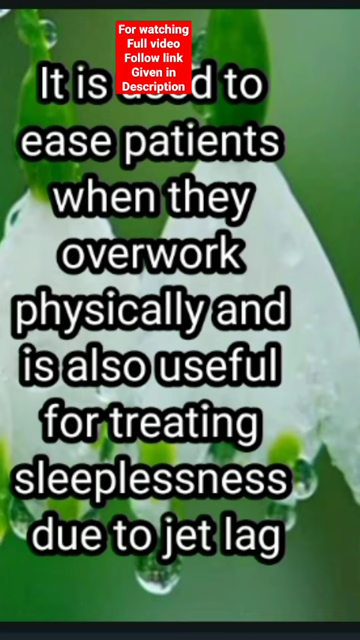 For watching
Full video
Follow link
Given in
Description
It is used to
ease patients
when they
overwork
physically and
is also useful
for treating
sleeplessness
due to jet lag